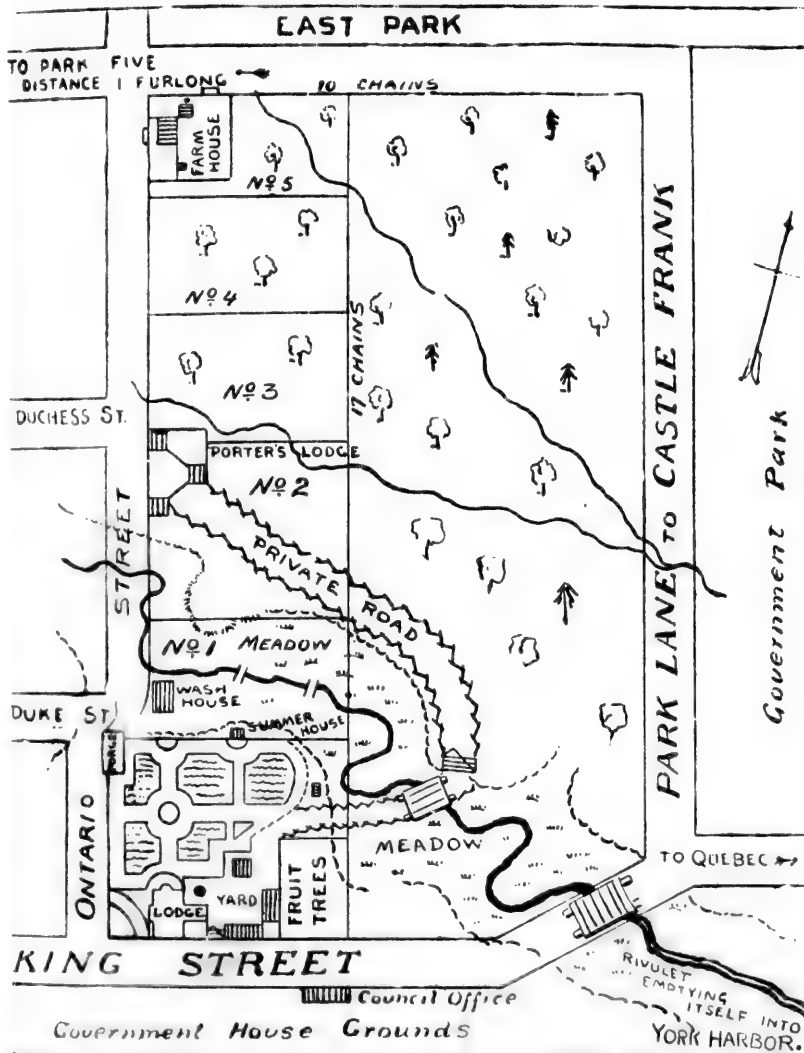 EAST PARK
TO PARK FIVE
DISTANCE 1 FURLONG
10 CHAINS
FARM HOUSE
Nº 5
Nº 4
17 CHAINS
Nº 3
DUCHESS ST.
PORTER'S LODGE
Nº 2
PRIVATE ROAD
STREET
Nº 1
MEADOW
WASH
HOUSE
DUKE ST
SUMMER
HOUSE
MEADOW
ONTARIO
FRUIT TREES
YARD
LODGE
PARK LANE TO CASTLE FRANK
Government Park
TO QUEBEC
KING STREET
RIVULET
EMPTYING
ITSELF INTO
YORK HARBOR.
Council Office
Government House Grounds